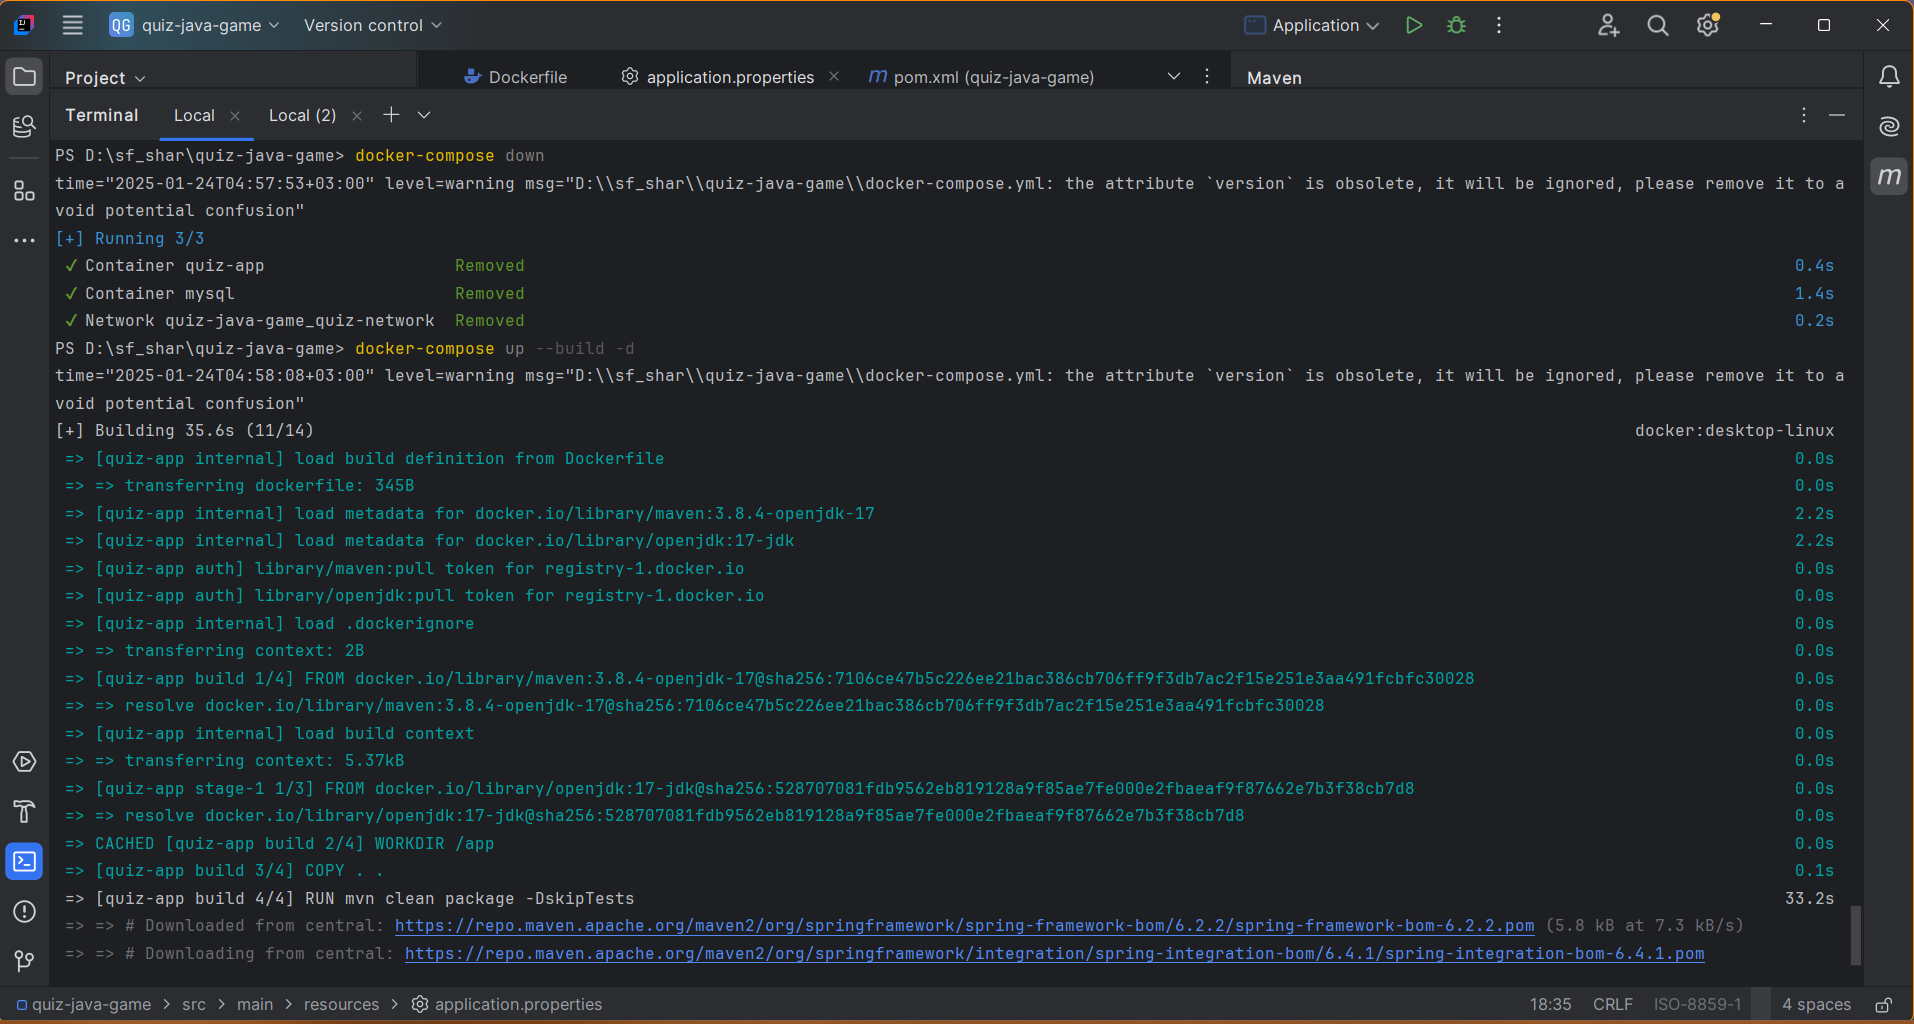 QG quiz-java-game Version control Application
Project Dockerfile application.properties m pom.xml (quiz-java-game) Maven
Terminal Local Local (2)
PS D:\sf_shar\quiz-java-game> docker-compose down
time="2025-01-24T04:57:53+03:00" level=warning msg="D:\\sf_shar\\quiz-java-game\\docker-compose.yml: the attribute `version` is obsolete, it will be ignored, please remove it to a
void potential confusion"
[+] Running 3/3
✓ Container quiz-app Removed 0.4s
✓ Container mysql Removed 1.4s
✓ Network quiz-java-game_quiz-network Removed 0.2s
PS D:\sf_shar\quiz-java-game> docker-compose up --build -d
time="2025-01-24T04:58:08+03:00" level=warning msg="D:\\sf_shar\\quiz-java-game\\docker-compose.yml: the attribute `version` is obsolete, it will be ignored, please remove it to a
void potential confusion"
[+] Building 35.6s (11/14) docker:desktop-linux
=> [quiz-app internal] load build definition from Dockerfile 0.0s
=> => transferring dockerfile: 345B 0.0s
=> [quiz-app internal] load metadata for docker.io/library/maven:3.8.4-openjdk-17 2.2s
=> [quiz-app internal] load metadata for docker.io/library/openjdk:17-jdk 2.2s
=> [quiz-app auth] library/maven:pull token for registry-1.docker.io 0.0s
=> [quiz-app auth] library/openjdk:pull token for registry-1.docker.io 0.0s
=> [quiz-app internal] load .dockerignore 0.0s
=> => transferring context: 2B 0.0s
=> [quiz-app build 1/4] FROM docker.io/library/maven:3.8.4-openjdk-17@sha256:7106ce47b5c226ee21bac386cb706ff9f3db7ac2f15e251e3aa491fcbfc30028 0.0s
=> => resolve docker.io/library/maven:3.8.4-openjdk-17@sha256:7106ce47b5c226ee21bac386cb706ff9f3db7ac2f15e251e3aa491fcbfc30028 0.0s
=> [quiz-app internal] load build context 0.0s
=> => transferring context: 5.37kB 0.0s
=> [quiz-app stage-1 1/3] FROM docker.io/library/openjdk:17-jdk@sha256:528707081fdb9562eb819128a9f85ae7fe000e2fbaeaf9f87662e7b3f38cb7d8 0.0s
=> => resolve docker.io/library/openjdk:17-jdk@sha256:528707081fdb9562eb819128a9f85ae7fe000e2fbaeaf9f87662e7b3f38cb7d8 0.0s
=> CACHED [quiz-app build 2/4] WORKDIR /app 0.0s
=> [quiz-app build 3/4] COPY . . 0.1s
=> [quiz-app build 4/4] RUN mvn clean package -DskipTests 33.2s
=> => # Downloaded from central: https://repo.maven.apache.org/maven2/org/springframework/spring-framework-bom/6.2.2/spring-framework-bom-6.2.2.pom (5.8 kB at 7.3 kB/s)
=> => # Downloading from central: https://repo.maven.apache.org/maven2/org/springframework/integration/spring-integration-bom/6.4.1/spring-integration-bom-6.4.1.pom
quiz-java-game > src > main > resources > application.properties 18:35 CRLF ISO-8859-1 4 spaces